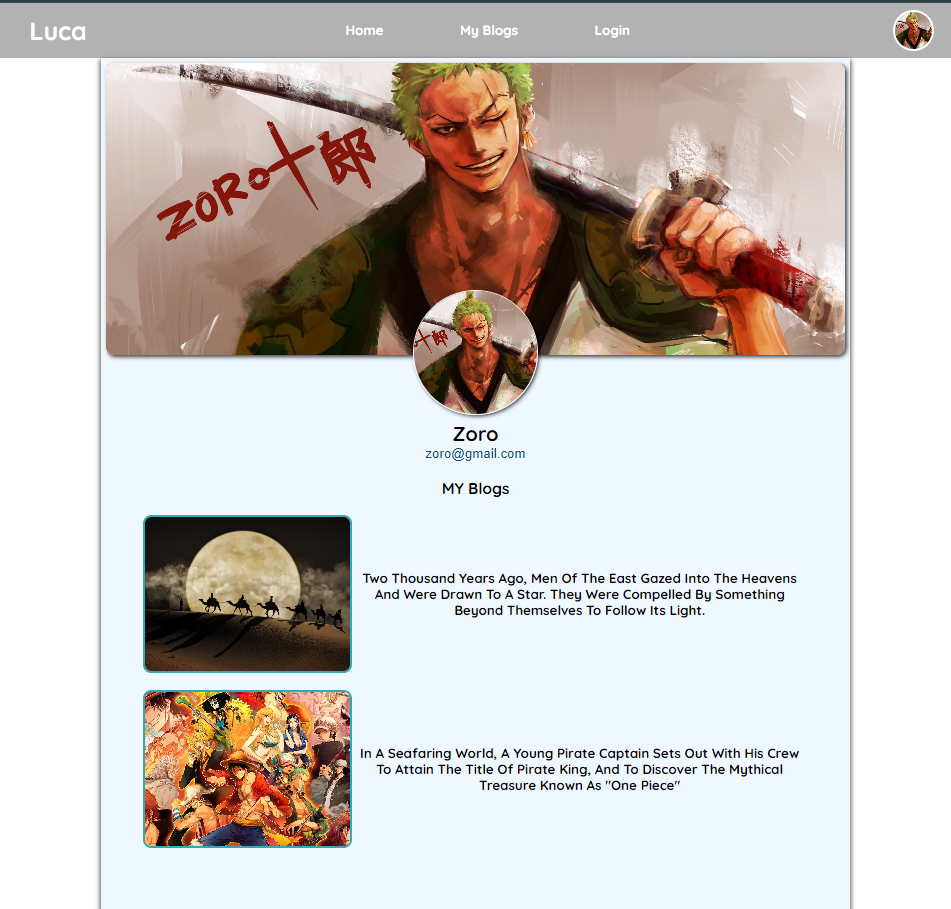 Luca
Home
My Blogs
Login
ZORO十郎
十郎
Zoro
zoro@gmail.com
MY Blogs
Two Thousand Years Ago, Men Of The East Gazed Into The Heavens
And Were Drawn To A Star. They Were Compelled By Something
Beyond Themselves To Follow Its Light.
In A Seafaring World, A Young Pirate Captain Sets Out With His Crew
To Attain The Title Of Pirate King, And To Discover The Mythical
Treasure Known As "One Piece"